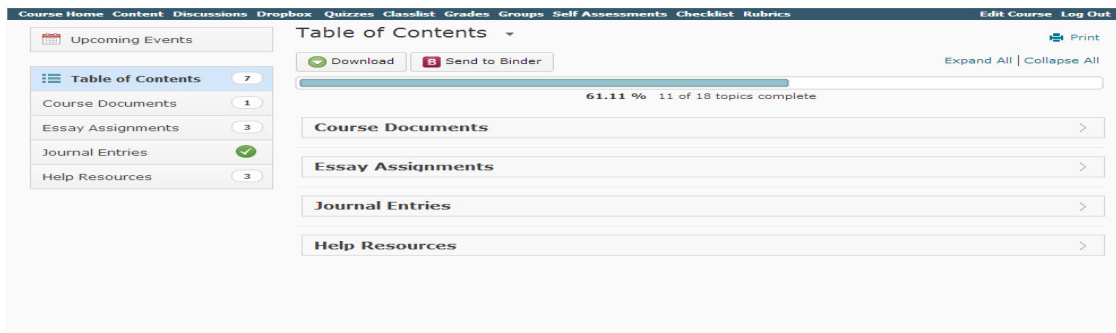 Course Home Content Discussions Dropbox Quizzes Classlist Grades Groups Self Assessments Checklist Rubrics Edit Course Log Out
Upcoming Events
Table of Contents 7
Course Documents 1
Essay Assignments 3
Journal Entries
Help Resources 3
Table of Contents
Print
Download B Send to Binder
Expand All | Collapse All
61.11 % 11 of 18 topics complete
Course Documents
Essay Assignments
Journal Entries
Help Resources